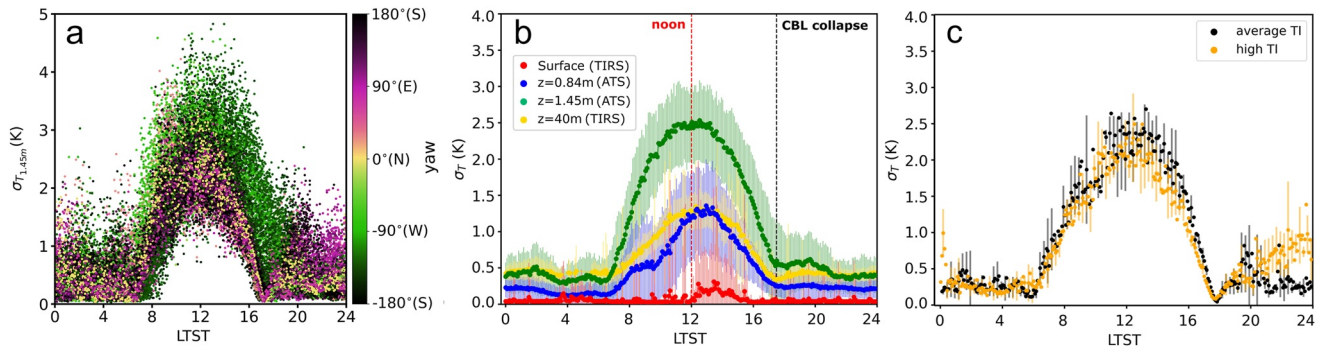 a
σT1.45m (K)
5
4
3
2
1
0
0 4 8 12 16 20 24
LTST
180°(S)
90°(E)
0°(N)
-90°(W)
-180°(S)
yaw
b
noon
CBL collapse
Surface (TIRS)
z=0.84m (ATS)
z=1.45m (ATS)
z=40m (TIRS)
σT (K)
4.0
3.5
3.0
2.5
2.0
1.5
1.0
0.5
0.0
0 4 8 12 16 20 24
LTST
c
average TI
high TI
σT (K)
4.0
3.5
3.0
2.5
2.0
1.5
1.0
0.5
0.0
0 4 8 12 16 20 24
LTST